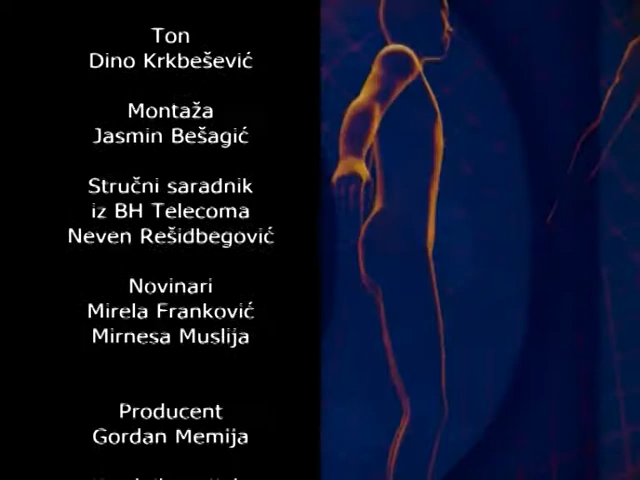 Ton
Dino Krkbešević
Montaža
Jasmin Bešagić
Stručni saradnik
iz BH Telecoma
Neven Rešidbegović
Novinari
Mirela Franković
Mirnesa Muslija
Producent
Gordan Memija